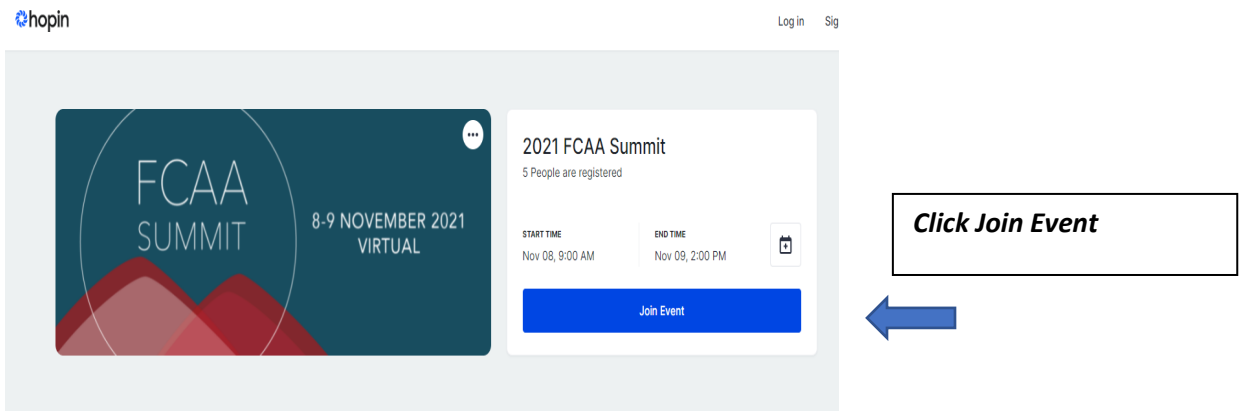 hopin
Log in Sig
FCAA
SUMMIT
8-9 NOVEMBER 2021
VIRTUAL
2021 FCAA Summit
5 People are registered
START TIME
Nov 08, 9:00 AM
END TIME
Nov 09, 2:00 PM
Join Event
Click Join Event